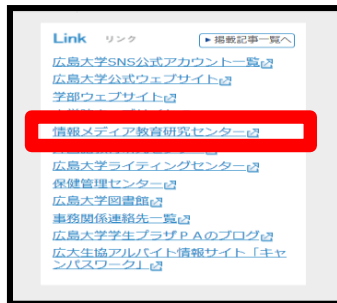 Link リンク ▶掲載記事一覧へ
広島大学SNS公式アカウント一覧
広島大学公式ウェブサイト
学部ウェブサイト
情報メディア教育研究センター
広島大学ライティングセンター
保健管理センター
広島大学図書館
事務関係連絡先一覧
広島大学学生プラザPAのブログ
広大生協アルバイト情報サイト「キャ
ンパスワーク」